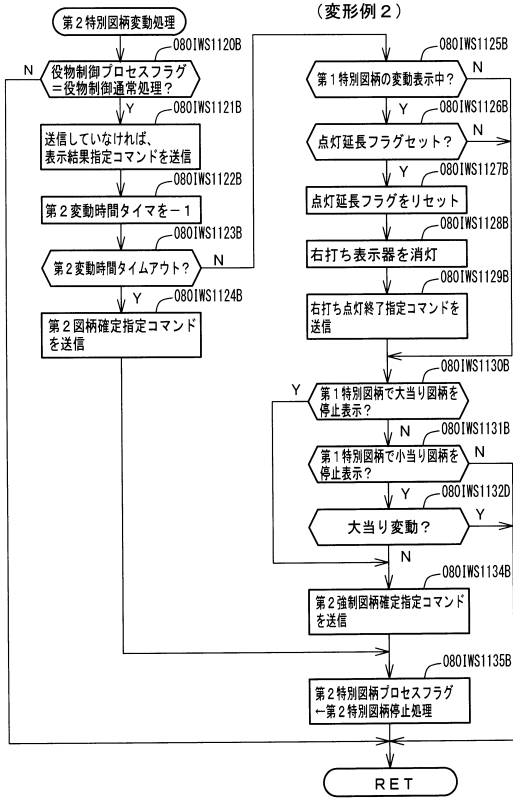 (変形例2)
第2特別図柄変動処理
080IWS1120B
役物制御プロセスフラグ
=役物制御通常処理?
N
Y
080IWS1121B
送信していなければ、
表示結果指定コマンドを送信
080IWS1122B
第2変動時間タイマを-1
080IWS1123B
第2変動時間タイムアウト?
N
Y
080IWS1124B
第2図柄確定指定コマンド
を送信
080IWS1125B
第1特別図柄の変動表示中?
N
Y
080IWS1126B
点灯延長フラグセット?
N
Y
080IWS1127B
点灯延長フラグをリセット
080IWS1128B
右打ち表示器を消灯
080IWS1129B
右打ち点灯終了指定コマンドを
送信
080IWS1130B
第1特別図柄で大当り図柄を
停止表示?
Y
N
080IWS1131B
第1特別図柄で小当り図柄を
停止表示?
N
Y
080IWS1132D
大当り変動?
Y
N
080IWS1134B
第2強制図柄確定指定コマンド
を送信
080IWS1135B
第2特別図柄プロセスフラグ
←第2特別図柄停止処理
RET